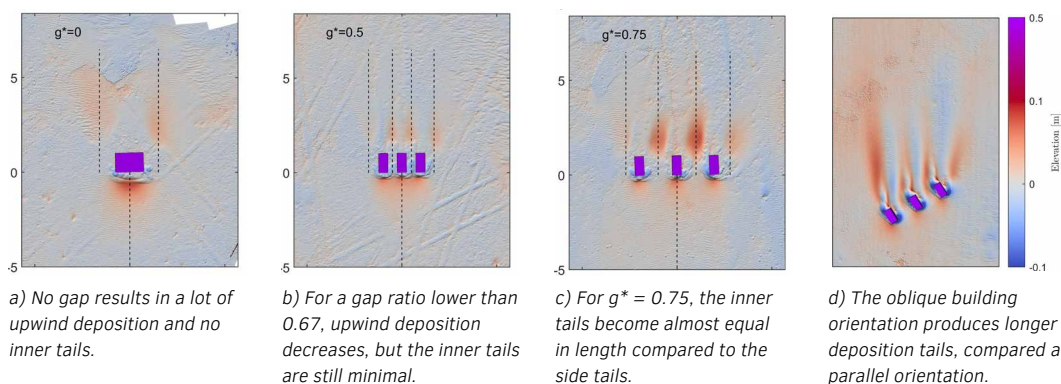 g*=0
5
0
-5
g*=0.5
5
0
-5
g*=0.75
5
0
-5
0.5
0.1
0
-0.1
Elevation [m]
a) No gap results in a lot of
upwind deposition and no
inner tails.
b) For a gap ratio lower than
0.67, upwind deposition
decreases, but the inner tails
are still minimal.
c) For g* = 0.75, the inner
tails become almost equal
in length compared to the
side tails.
d) The oblique building
orientation produces longer
deposition tails, compared a
parallel orientation.